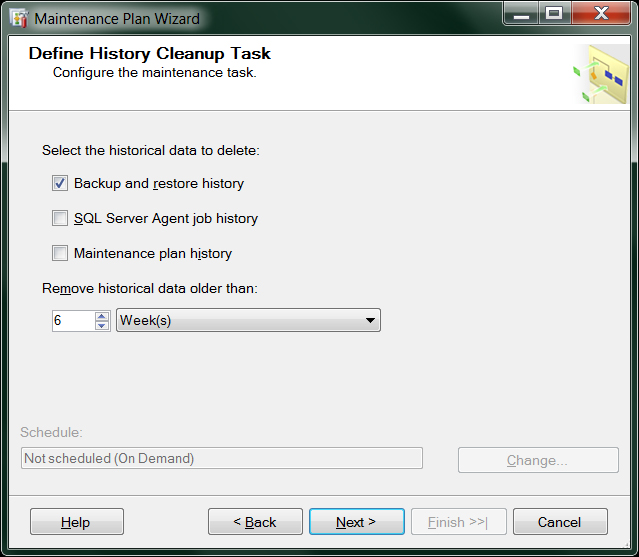 Maintenance Plan Wizard
Define History Cleanup Task
Configure the maintenance task.
Select the historical data to delete:
Backup and restore history
SQL Server Agent job history
Maintenance plan history
Remove historical data older than:
6 Week(s)
Schedule:
Not scheduled (On Demand) Change...
Help < Back Next > Finish >>| Cancel